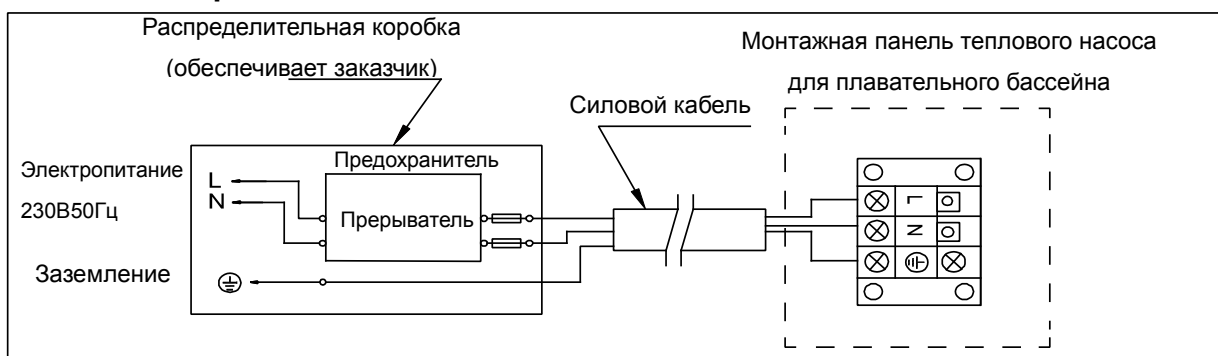 Распределительная коробка
(обеспечивает заказчик)
Монтажная панель теплового насоса
для плавательного бассейна
Силовой кабель
Электропитание
230В50Гц
Предохранитель
L
N
Прерыватель
Заземление
L
N